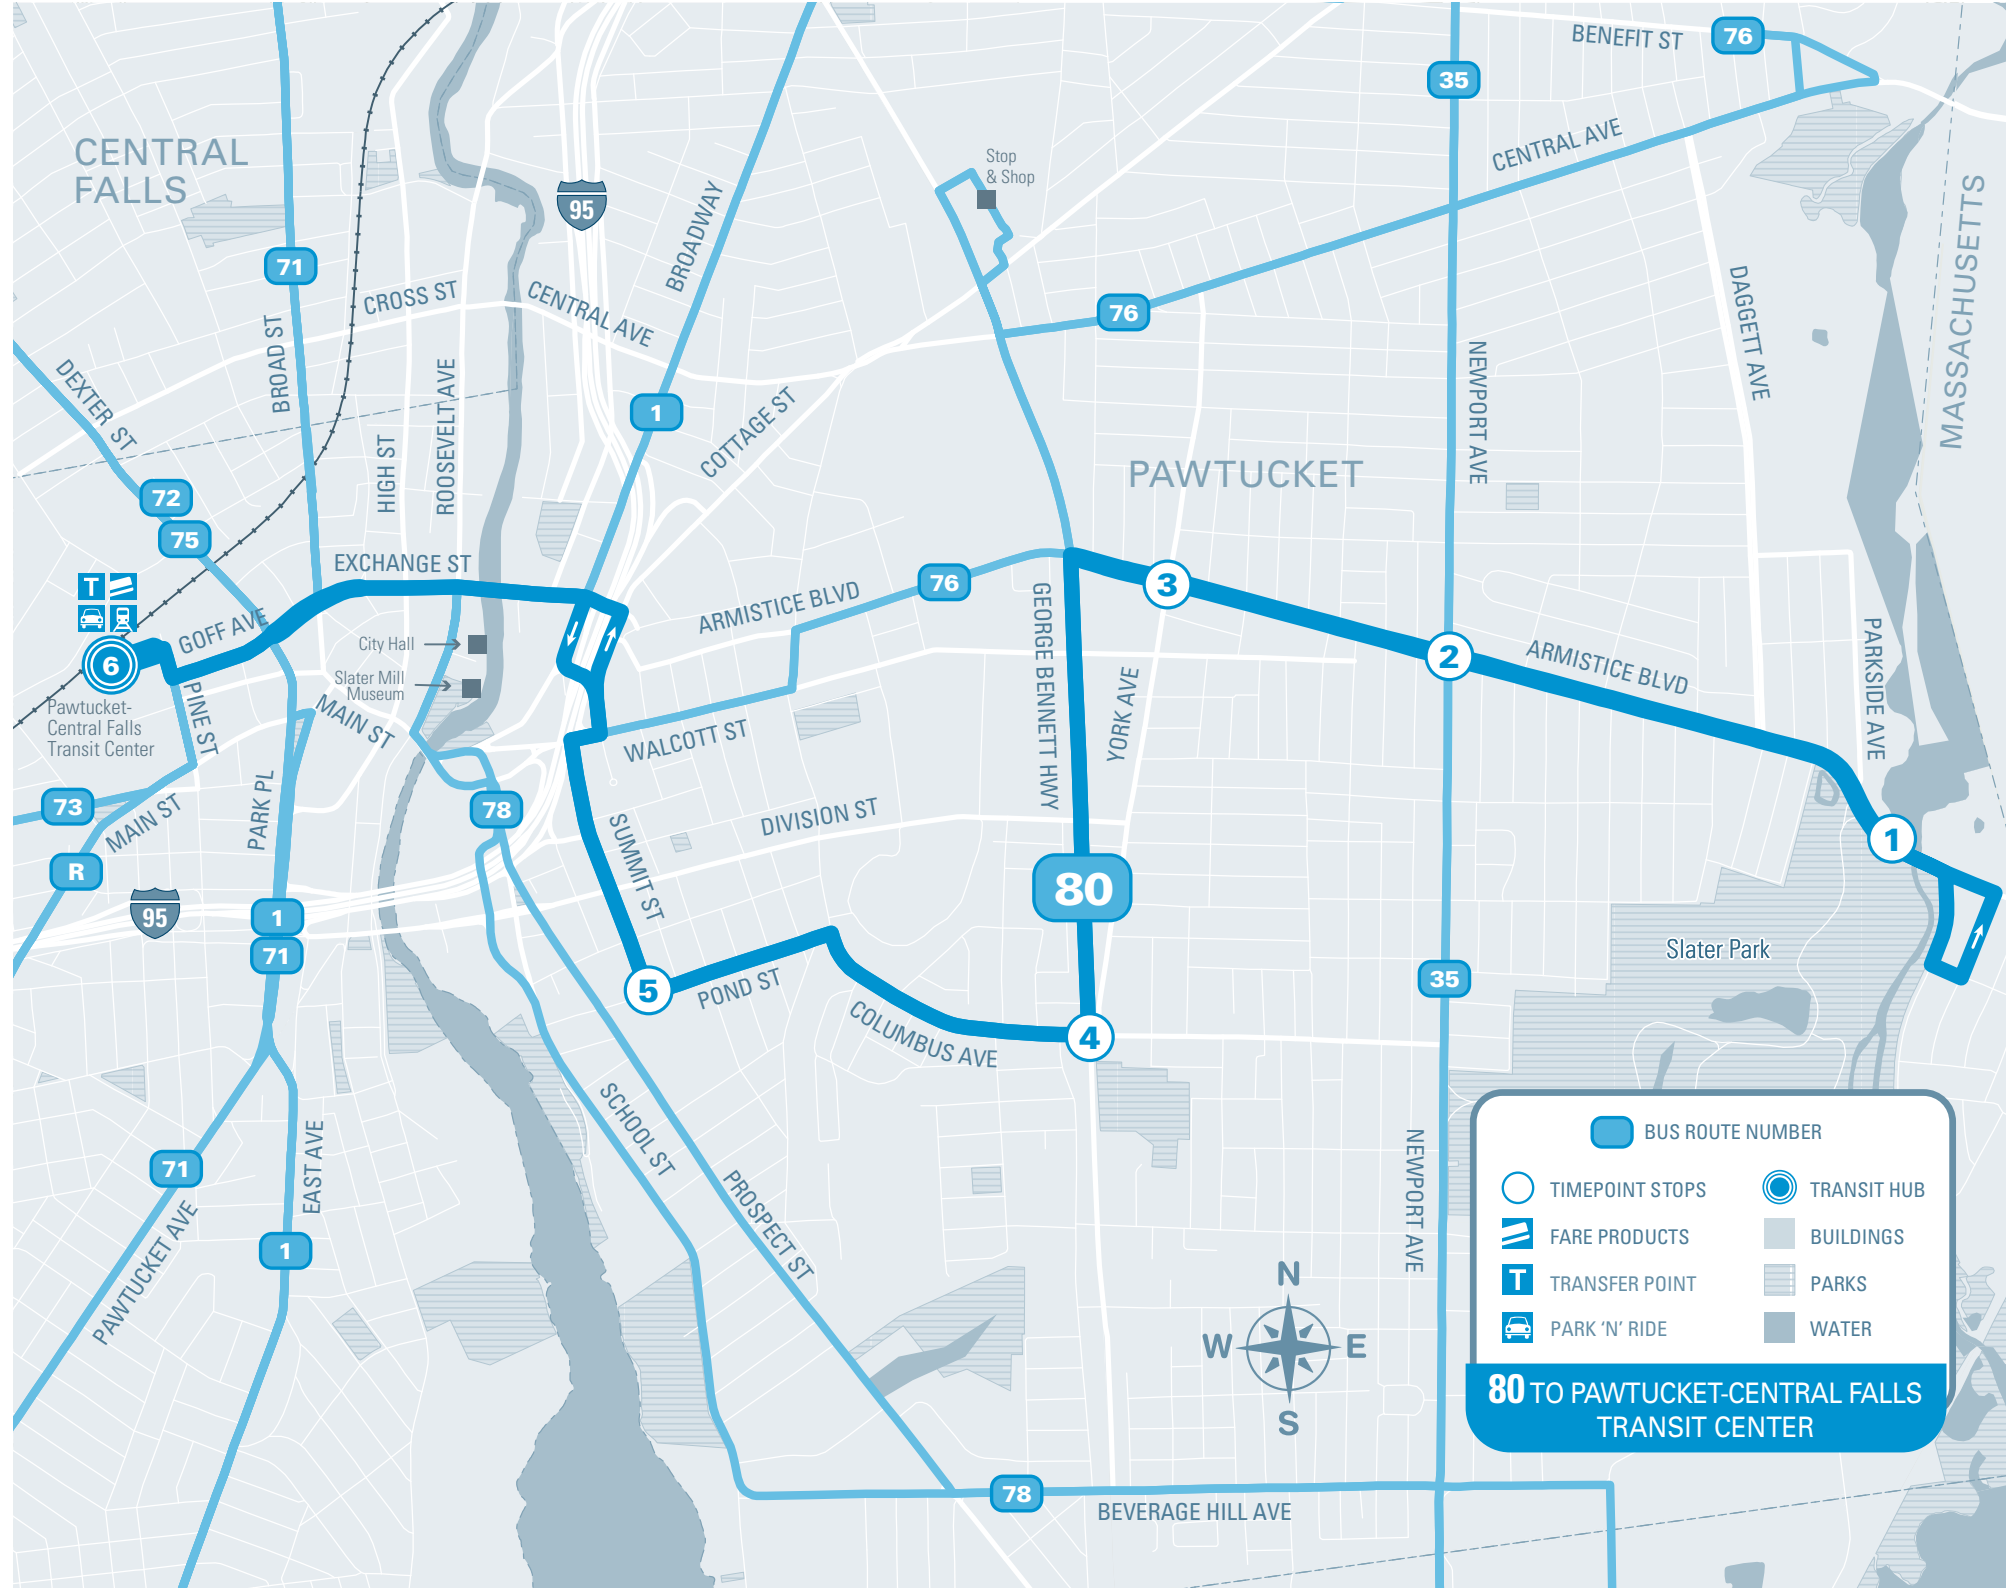 BENEFIT ST
76
35
CENTRAL AVE
CENTRAL
FALLS
Stop
& Shop
95
MASSACHUSETTS
BROADWAY
71
CROSS ST
CENTRAL AVE
DAGGETT AVE
76
BROAD ST
DEXTER ST
ROOSEVELT AVE
NEWPORT AVE
1
COTTAGE ST
HIGH ST
PAWTUCKET
72
75
EXCHANGE ST
T
ARMISTICE BLVD
76
GEORGE BENNETT HWY
3
GOFF AVE
City Hall
6
2
ARMISTICE BLVD
PARKSIDE AVE
Slater Mill
Museum
Pawtucket-
Central Falls
Transit Center
PINE ST
MAIN ST
WALCOTT ST
YORK AVE
73
MAIN ST
PARK PL
78
SUMMIT ST
DIVISION ST
1
R
80
95
1
71
Slater Park
35
5
POND ST
COLUMBUS AVE
4
SCHOOL ST
71
EAST AVE
PAWTUCKET AVE
PROSPECT ST
NEWPORT AVE
1
N
W
E
S
78
BEVERAGE HILL AVE
BUS ROUTE NUMBER
TIMEPOINT STOPS
TRANSIT HUB
FARE PRODUCTS
BUILDINGS
T
TRANSFER POINT
PARKS
PARK ‘N’ RIDE
WATER
80 TO PAWTUCKET-CENTRAL FALLS
TRANSIT CENTER